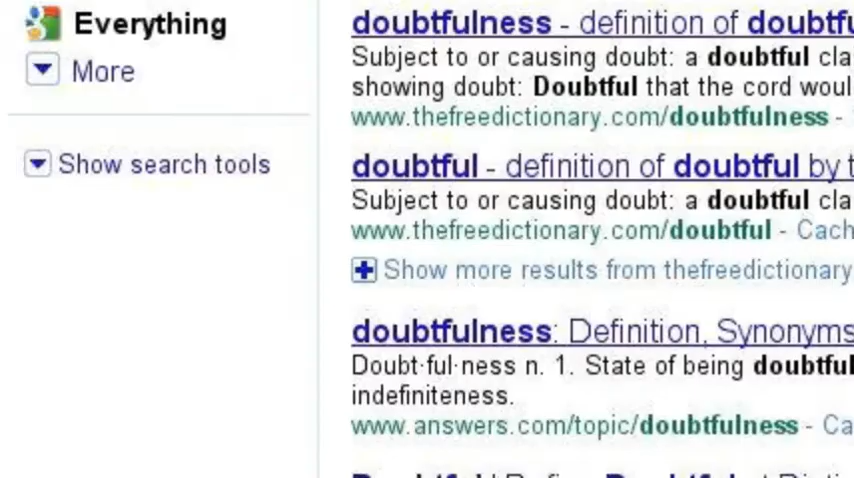 Everything
More
Show search tools
doubtfulness - definition of
Subject to or causing doubt: a doubtful
showing doubt: Doubtful that the cord
www.thefreedictionary.com/doubtfulness -
doubtful - definition of doubtful by
Subject to or causing doubt: a doubtful
www.thefreedictionary.com/doubtful -
Show more results from thefreedictionary
doubtfulness: Definition, Synonyms
Doubt·ful·ness n. 1. State of being doubtful
indefiniteness.
www.answers.com/topic/doubtfulness -